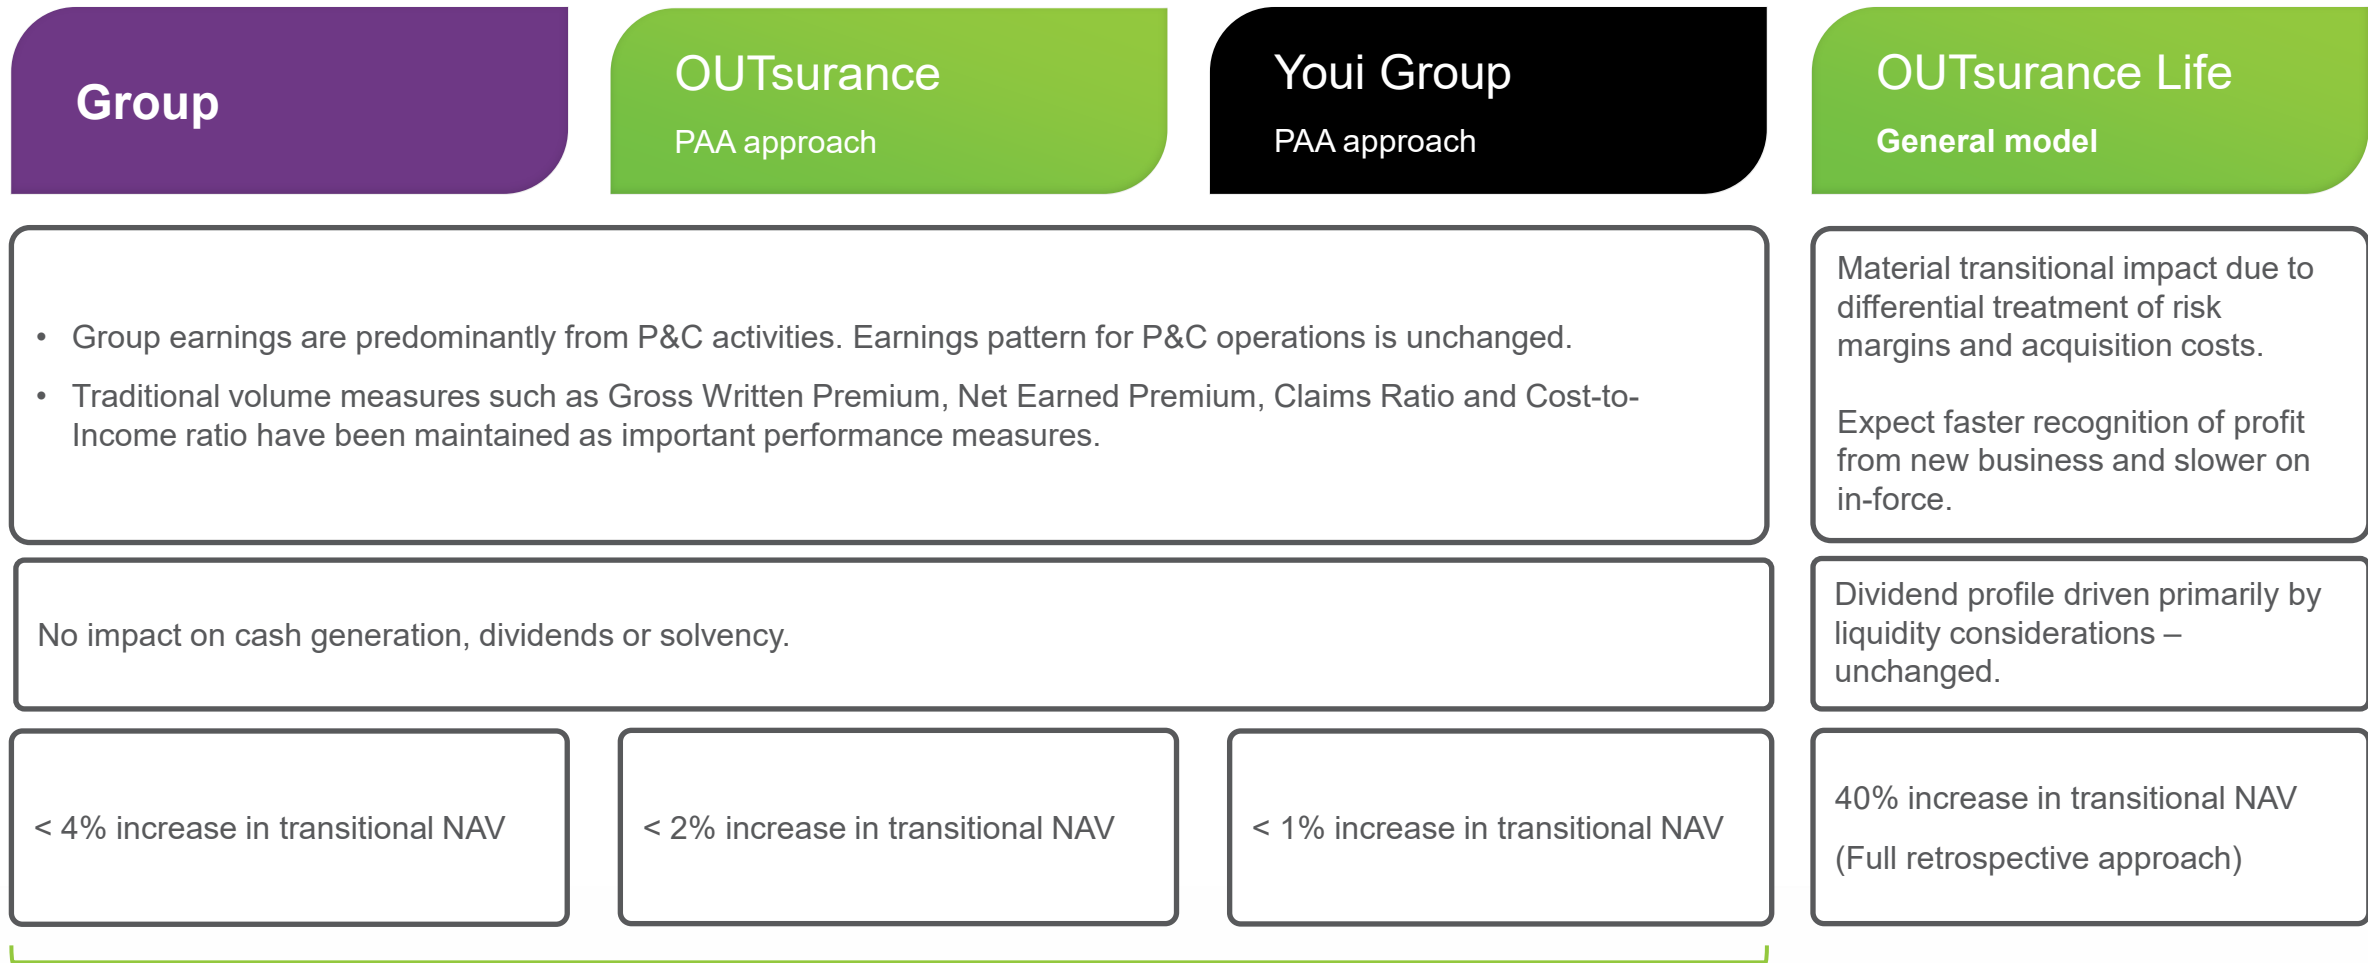 Group
OUTsurance
PAA approach
Youi Group
PAA approach
OUTsurance Life
General model
• Group earnings are predominantly from P&C activities. Earnings pattern for P&C operations is unchanged.
• Traditional volume measures such as Gross Written Premium, Net Earned Premium, Claims Ratio and Cost-to-
Income ratio have been maintained as important performance measures.
Material transitional impact due to
differential treatment of risk
margins and acquisition costs.
Expect faster recognition of profit
from new business and slower on
in-force.
No impact on cash generation, dividends or solvency.
Dividend profile driven primarily by
liquidity considerations –
unchanged.
< 4% increase in transitional NAV
< 2% increase in transitional NAV
< 1% increase in transitional NAV
40% increase in transitional NAV
(Full retrospective approach)